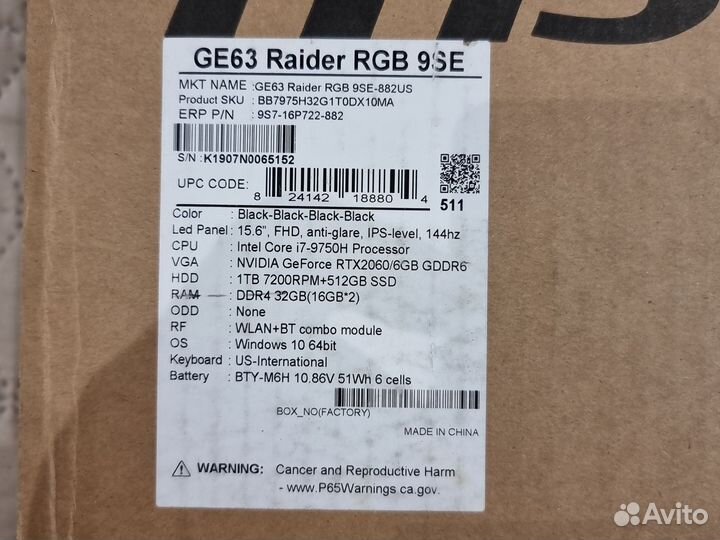 GE63 Raider RGB 9SE
MKT NAME : GE63 Raider RGB 9SE-882US
Product SKU : BB7975H32G1T0DX10MA
ERP P/N : 9S7-16P722-882
S/N : K1907N0065152
UPC CODE:
8 24142 18880 4
511
Color : Black-Black-Black-Black
Led Panel : 15.6", FHD, anti-glare, IPS-level, 144hz
CPU : Intel Core i7-9750H Processor
VGA : NVIDIA GeForce RTX2060/6GB GDDR6
HDD : 1TB 7200RPM+512GB SSD
RAM : DDR4 32GB(16GB*2)
ODD : None
RF : WLAN+BT combo module
OS : Windows 10 64bit
Keyboard : US-International
Battery : BTY-M6H 10.86V 51Wh 6 cells
BOX_NO(FACTORY)
MADE IN CHINA
WARNING: Cancer and Reproductive Harm
- www.P65Warnings.ca.gov.
Avito